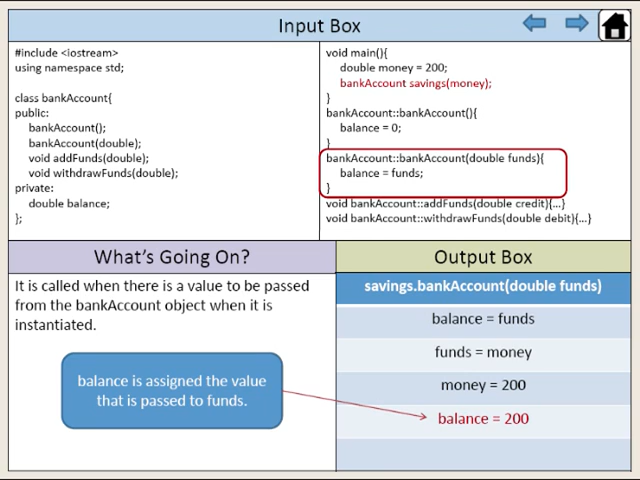 Input Box
#include <iostream>
using namespace std;
class bankAccount{
public:
bankAccount();
bankAccount(double);
void addFunds(double);
void withdrawFunds(double);
private:
double balance;
};
void main(){
double money = 200;
bankAccount savings(money);
}
bankAccount::bankAccount(){
balance = 0;
}
bankAccount::bankAccount(double funds){
balance = funds;
}
void bankAccount::addFunds(double credit){...}
void bankAccount::withdrawFunds(double debit){...}
What's Going On?
It is called when there is a value to be passed
from the bankAccount object when it is
instantiated.
balance is assigned the value
that is passed to funds.
Output Box
savings.bankAccount(double funds)
balance = funds
funds = money
money = 200
balance = 200